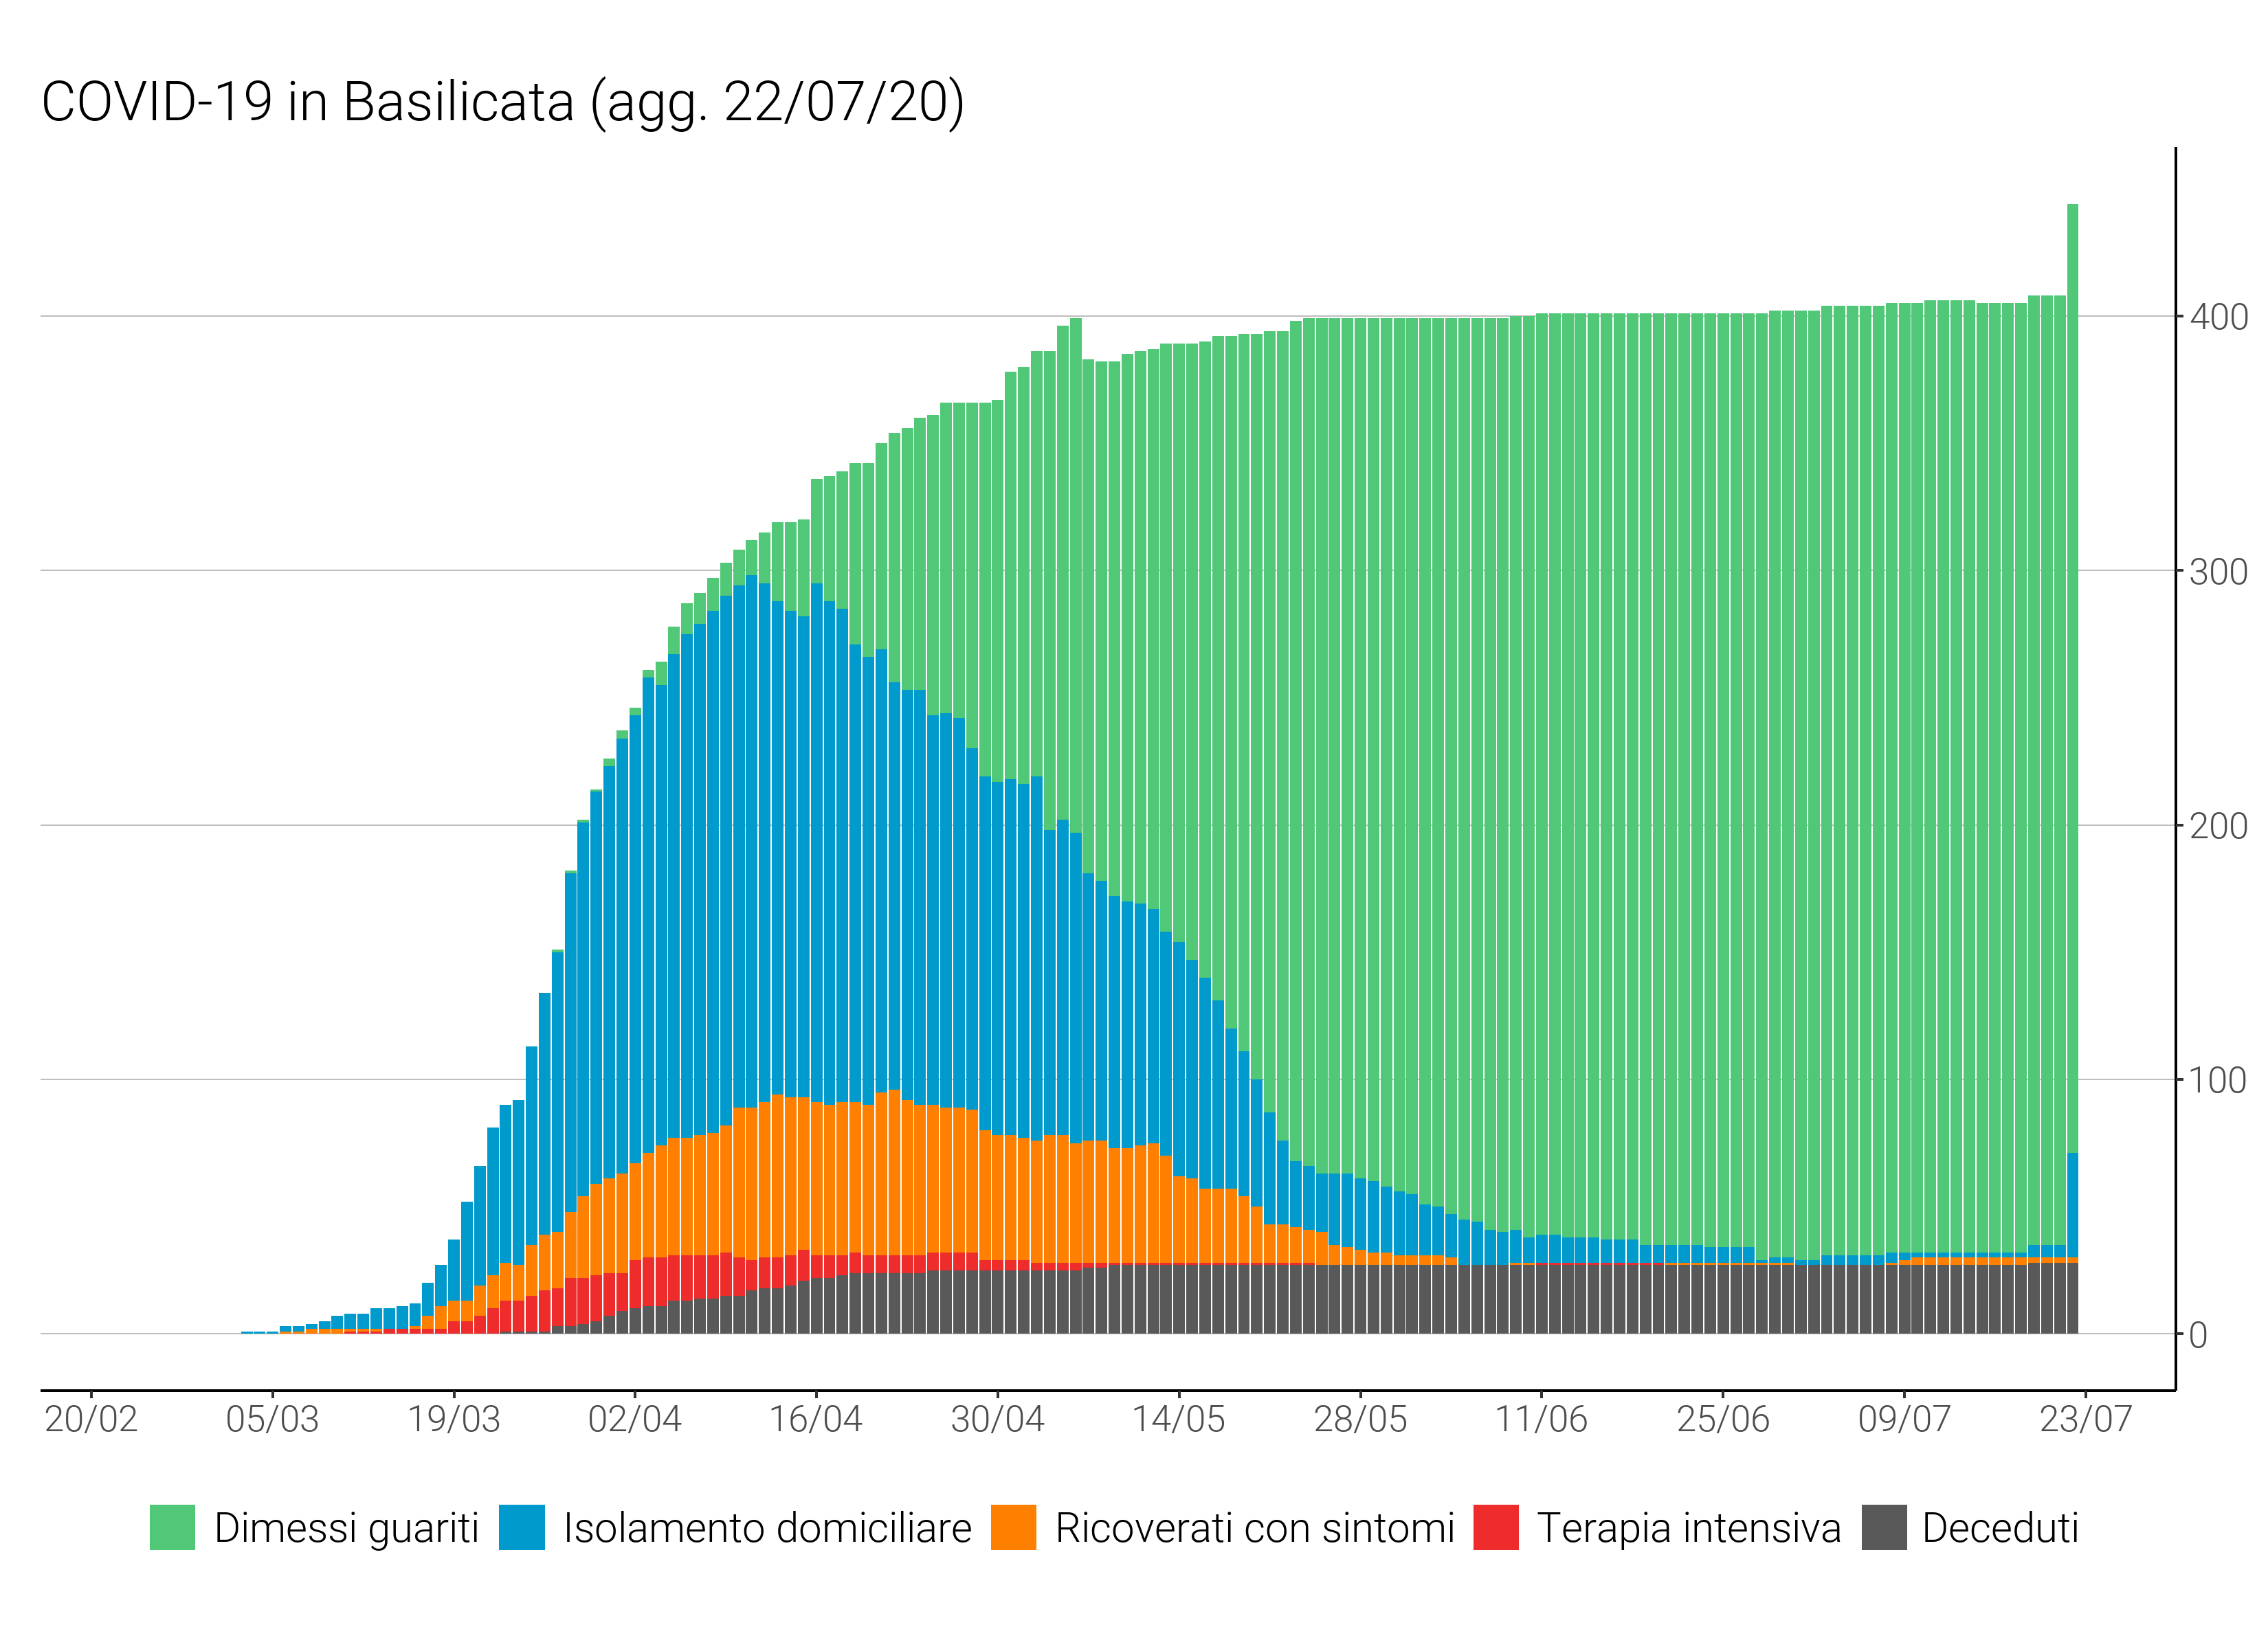 COVID-19 in Basilicata (agg. 22/07/20)
400
300
200
100
0
20/02 05/03 19/03 02/04 16/04 30/04 14/05 28/05 11/06 25/06 09/07 23/07
Dimessi guariti Isolamento domiciliare Ricoverati con sintomi Terapia intensiva Deceduti